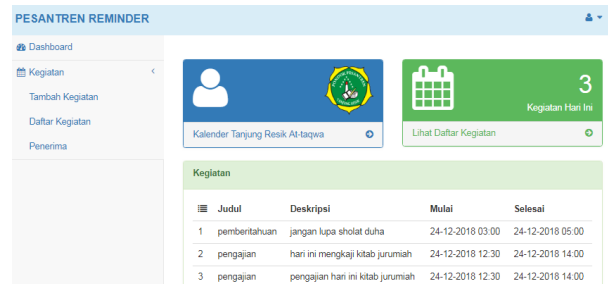 PESANTREN REMINDER
Dashboard
Kegiatan
Tambah Kegiatan
Daftar Kegiatan
Penerima
Kalender Tanjung Resik At-taqwa
3
Kegiatan Hari Ini
Lihat Daftar Kegiatan
Kegiatan
Judul Deskripsi Mulai Selesai
1 pemberitahuan jangan lupa sholat duha 24-12-2018 03:00 24-12-2018 05:00
2 pengajian hari ini mengkaji kitab jurumiah 24-12-2018 12:30 24-12-2018 14:00
3 pengajian pengajian hari ini kitab jurumiah 24-12-2018 12:30 24-12-2018 14:00